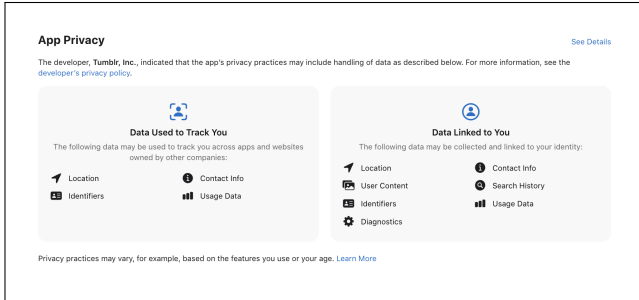 App Privacy
See Details
The developer, Tumblr, Inc., indicated that the app's privacy practices may include handling of data as described below. For more information, see the
developer's privacy policy.
Data Used to Track You
The following data may be used to track you across apps and websites
owned by other companies:
Location
Contact Info
Identifiers
Usage Data
Data Linked to You
The following data may be collected and linked to your identity:
Location
Contact Info
User Content
Search History
Identifiers
Usage Data
Diagnostics
Privacy practices may vary, for example, based on the features you use or your age. Learn More